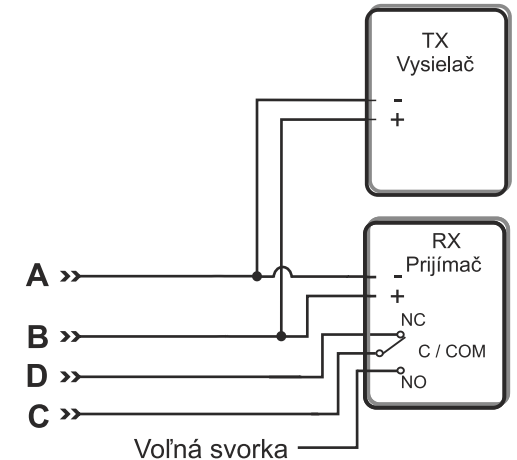 TX
Vysielač
-
+
RX
Prijímač
A
-
+
NC
B
C / COM
D
NO
C
Voľná svorka